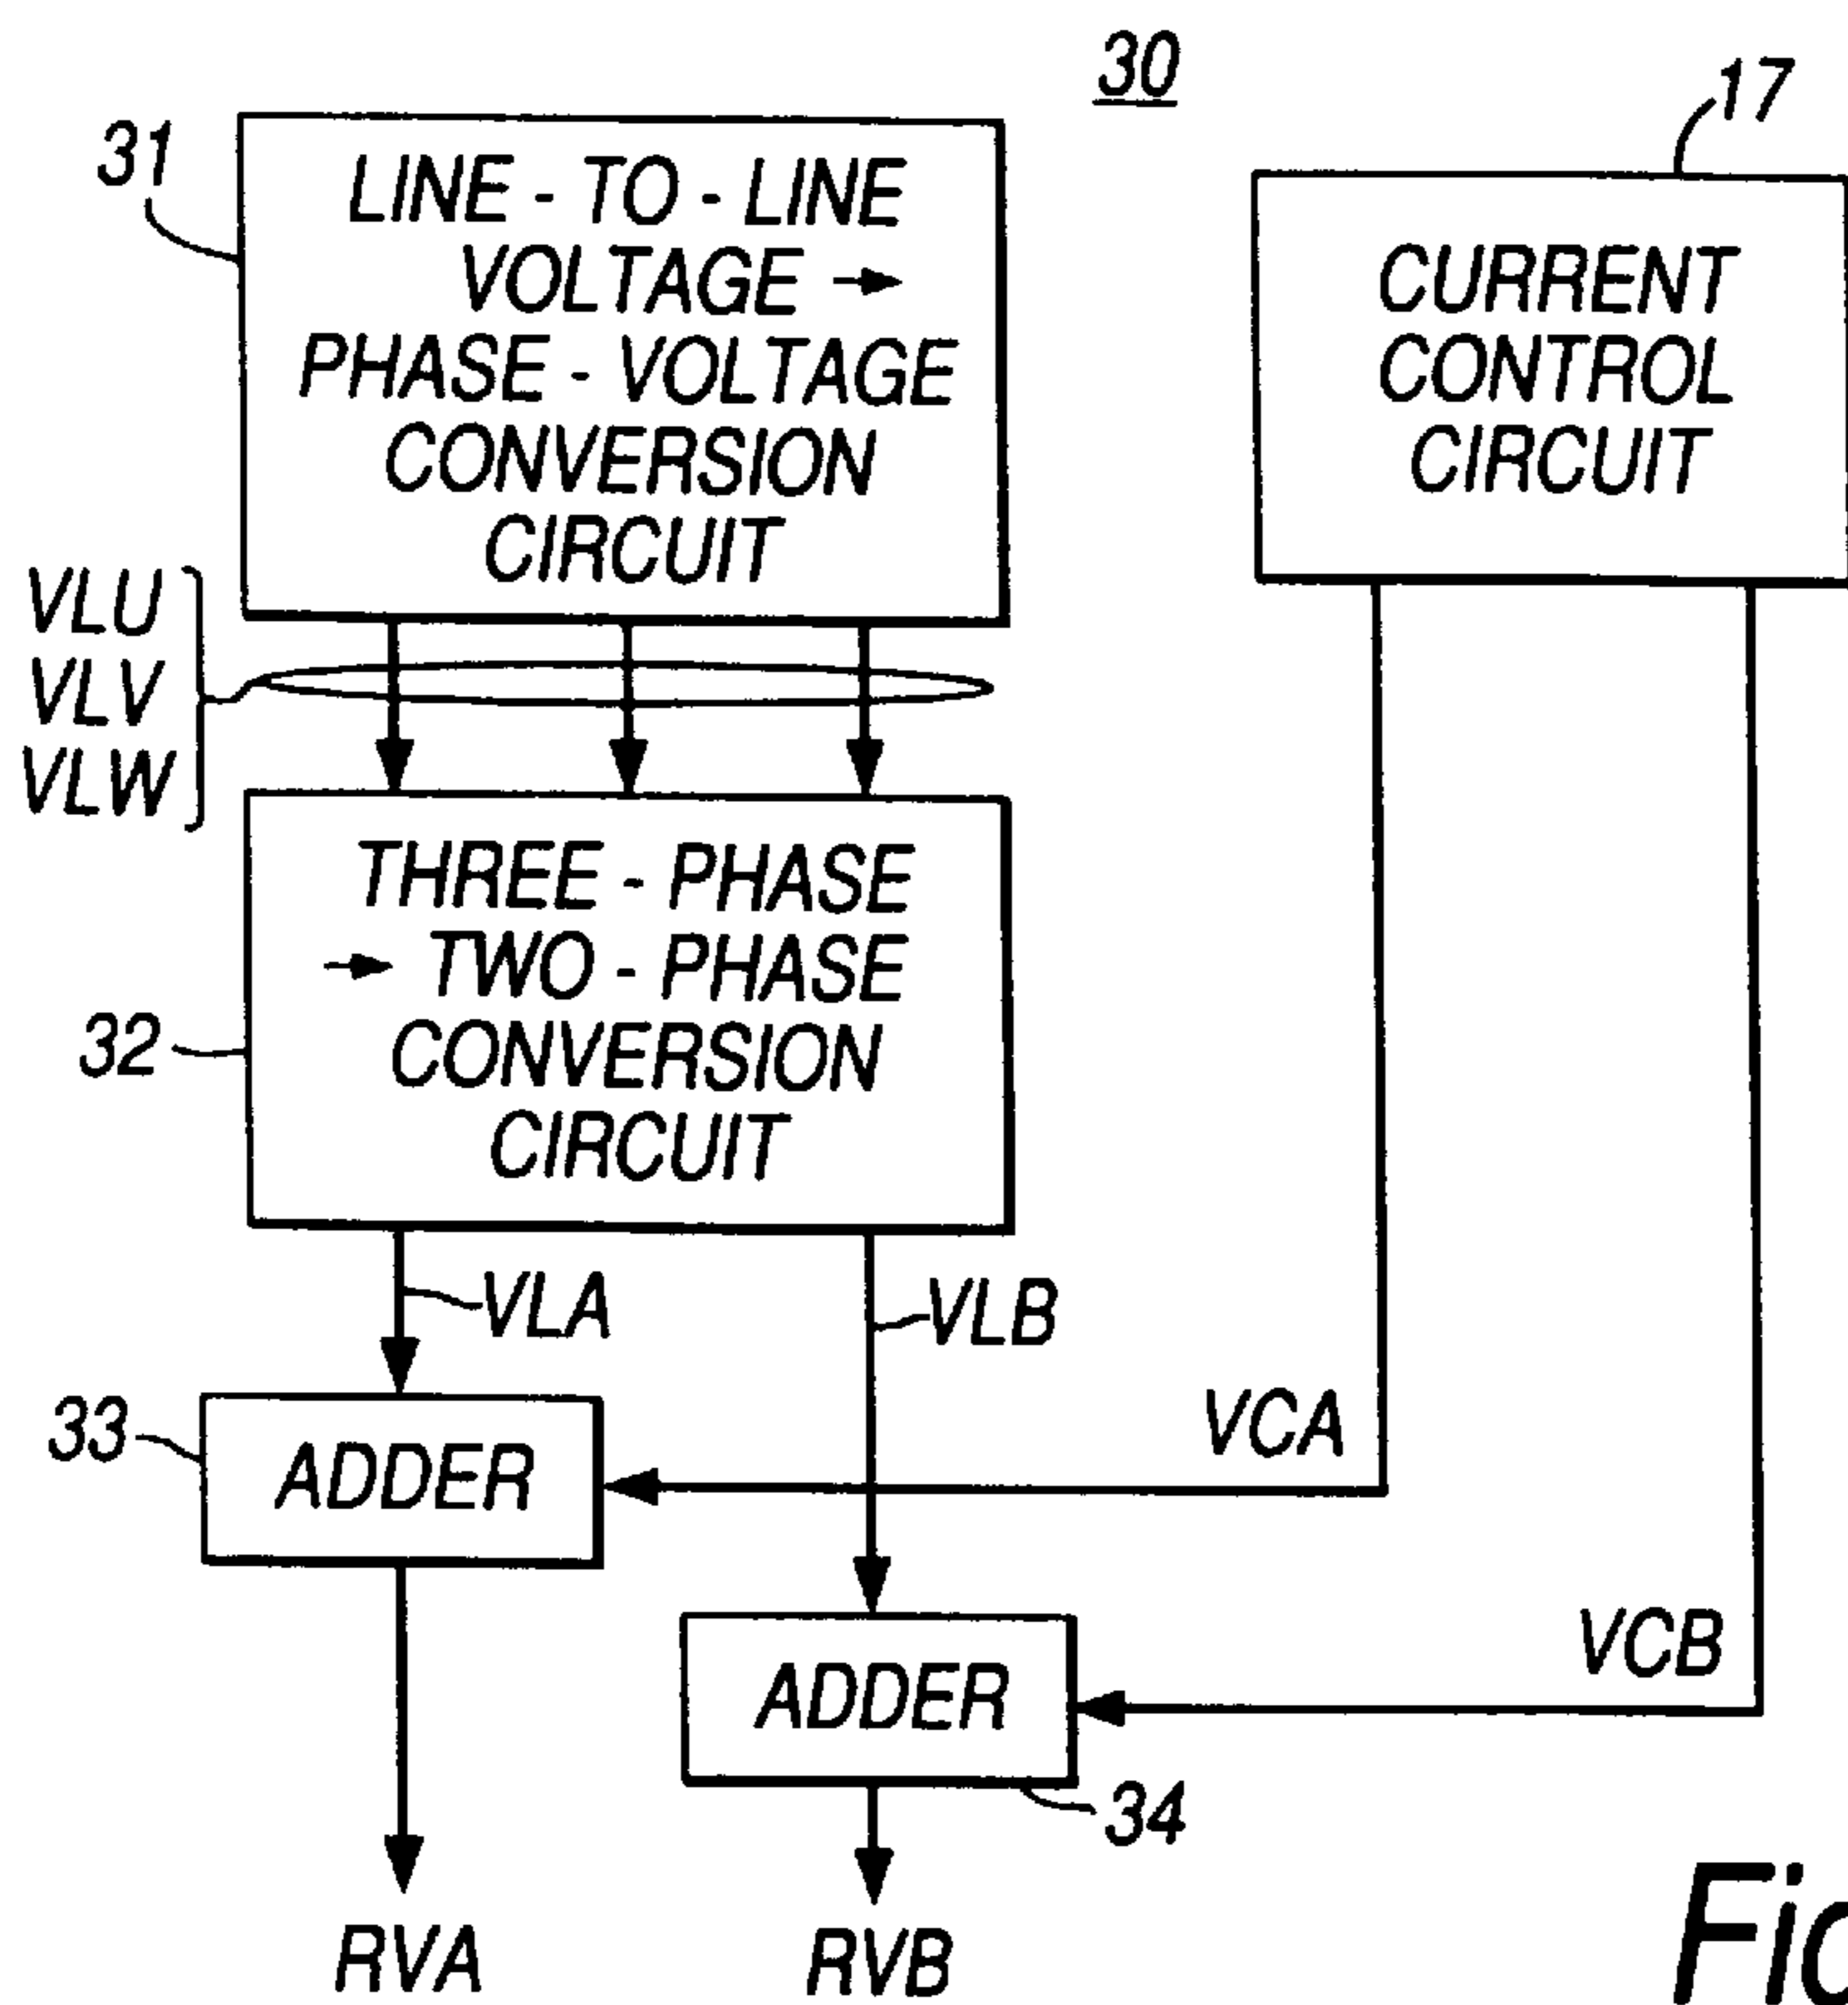 30
17
31
LINE - TO - LINE
VOLTAGE →
PHASE - VOLTAGE
CONVERSION
CIRCUIT
CURRENT
CONTROL
CIRCUIT
VLU
VLV
VLW
THREE - PHASE
→ TWO - PHASE
CONVERSION
CIRCUIT
32
VLA
VLB
33
ADDER
VCA
ADDER
VCB
34
RVA
RVB